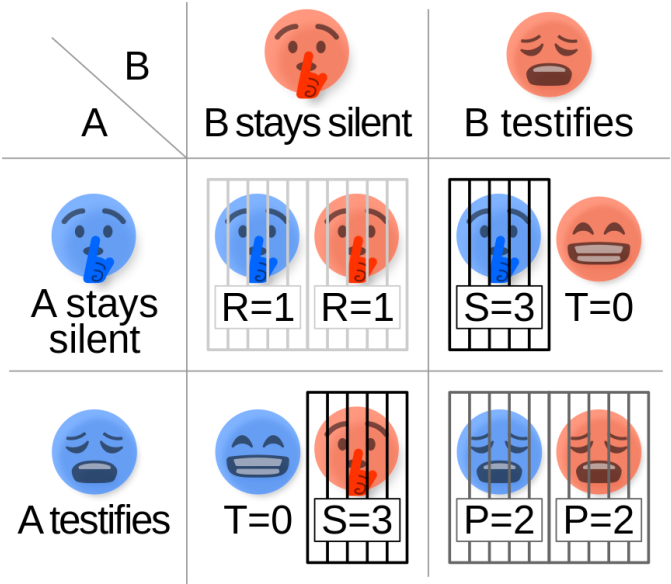 B
A
B stays silent
B testifies
A stays
silent
R=1 R=1
S=3 T=0
A testifies
T=0 S=3
P=2 P=2